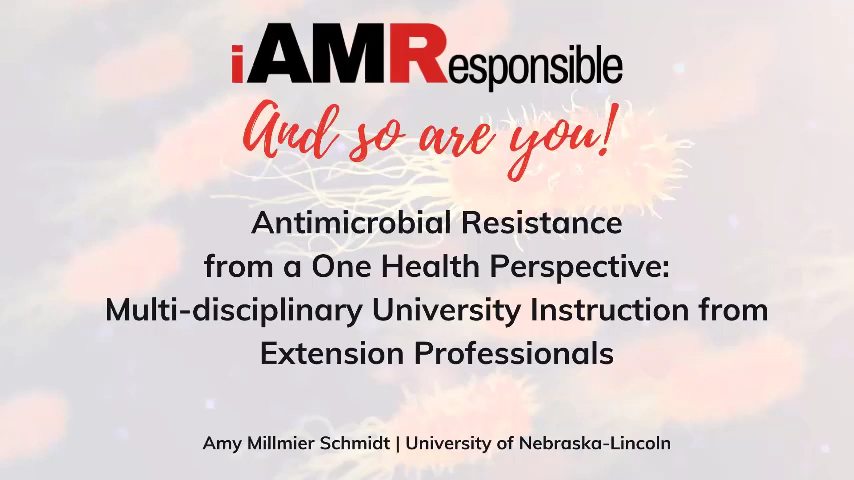 iAMResponsible
And so are you!
Antimicrobial Resistance
from a One Health Perspective:
Multi-disciplinary University Instruction from
Extension Professionals
Amy Millmier Schmidt | University of Nebraska-Lincoln